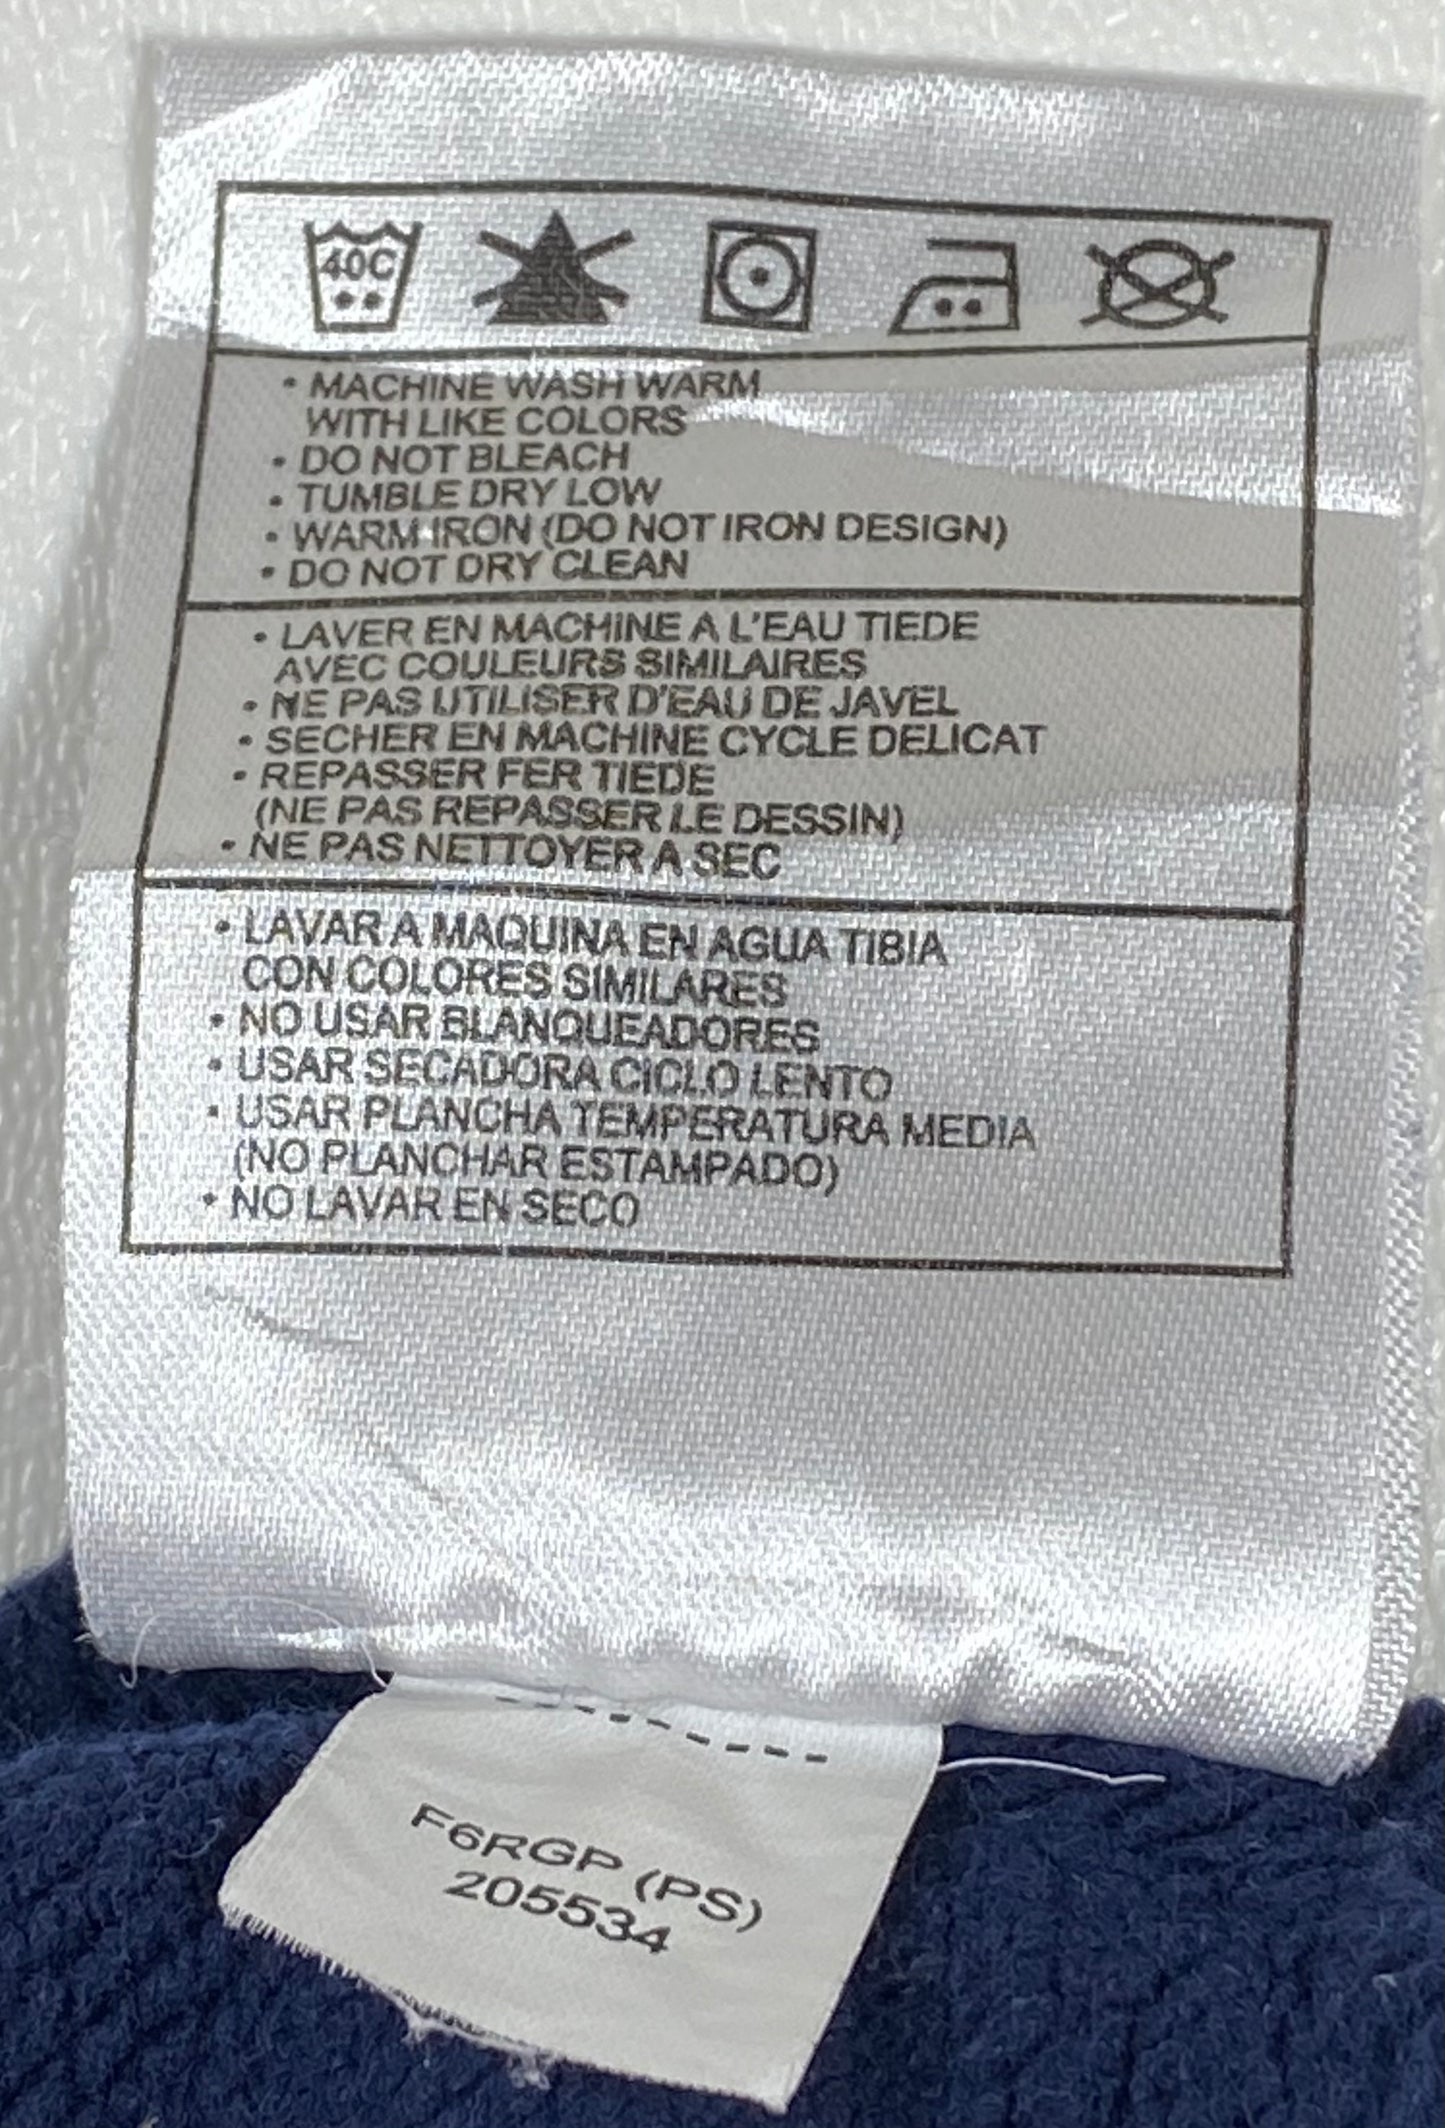 40C
• MACHINE WASH WARM
WITH LIKE COLORS
• DO NOT BLEACH
• TUMBLE DRY LOW
• WARM IRON (DO NOT IRON DESIGN)
• DO NOT DRY CLEAN
• LAVER EN MACHINE A L'EAU TIEDE
AVEC COULEURS SIMILAIRES
• NE PAS UTILISER D'EAU DE JAVEL
• SECHER EN MACHINE CYCLE DELICAT
• REPASSER FER TIEDE
(NE PAS REPASSER LE DESSIN)
• NE PAS NETTOYER A SEC
• LAVAR A MAQUINA EN AGUA TIBIA
CON COLORES SIMILARES
• NO USAR BLANQUEADORES
• USAR SECADORA CICLO LENTO
• USAR PLANCHA TEMPERATURA MEDIA
(NO PLANCHAR ESTAMPADO)
• NO LAVAR EN SECO
F6RGP (PS)
205534